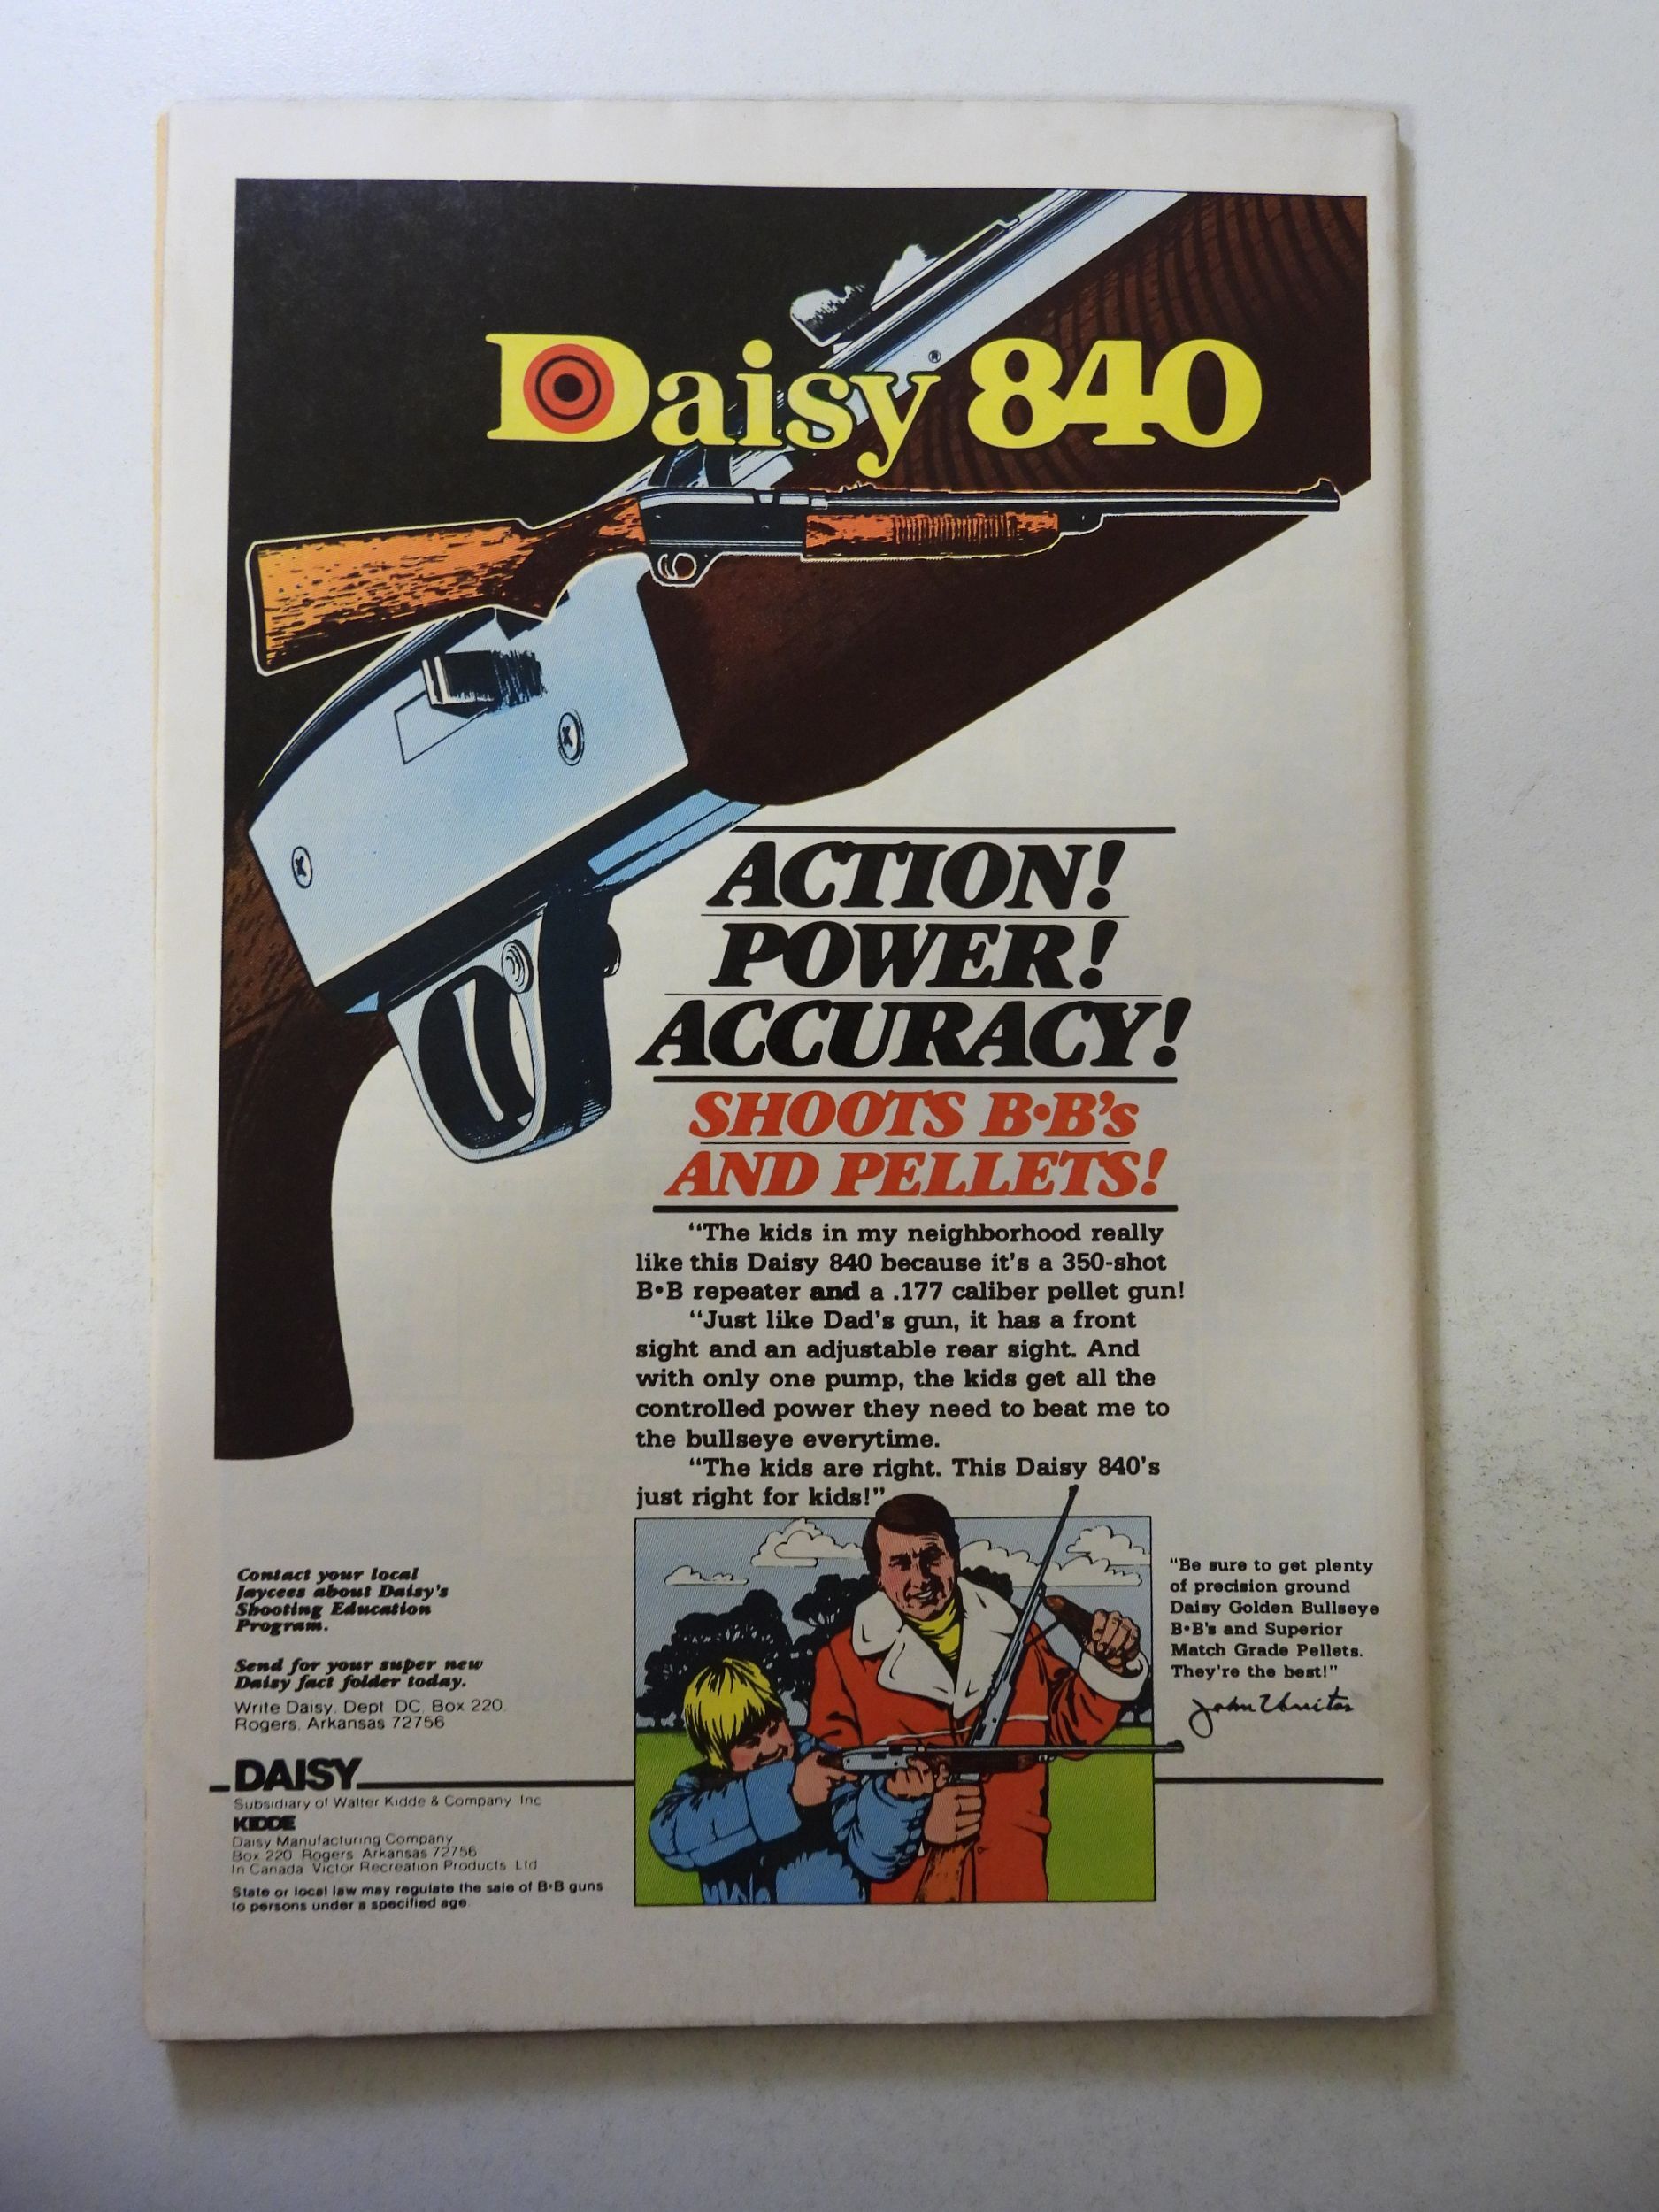 Daisy® 840
ACTION!
POWER!
ACCURACY!
SHOOTS B•B's
AND PELLETS!
"The kids in my neighborhood really
like this Daisy 840 because it's a 350-shot
B•B repeater and a .177 caliber pellet gun!
"Just like Dad's gun, it has a front
sight and an adjustable rear sight. And
with only one pump, the kids get all the
controlled power they need to beat me to
the bullseye everytime.
"The kids are right. This Daisy 840's
just right for kids!"
"Be sure to get plenty
of precision ground
Daisy Golden Bullseye
B•B's and Superior
Match Grade Pellets.
They're the best!"
John Unitas
Contact your local
Jaycees about Daisy's
Shooting Education
Program.
Send for your super new
Daisy fact folder today.
Write Daisy, Dept DC, Box 220,
Rogers, Arkansas 72756
DAISY
Subsidiary of Walter Kidde & Company Inc
KIDDE
Daisy Manufacturing Company
Box 220 Rogers Arkansas 72756
In Canada Victor Recreation Products Ltd
State or local law may regulate the sale of B•B guns
to persons under a specified age.